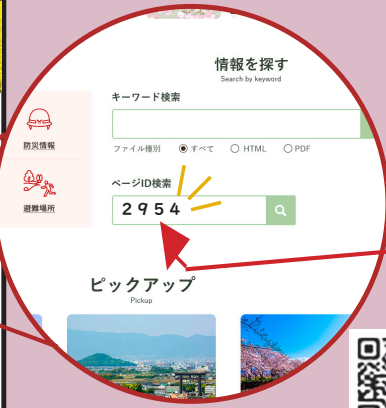 情報を探す
Search by keyword
キーワード検索
ファイル種別 すべて HTML PDF
防災情報
ページID検索
避難場所
2954
ピックアップ
Pickup